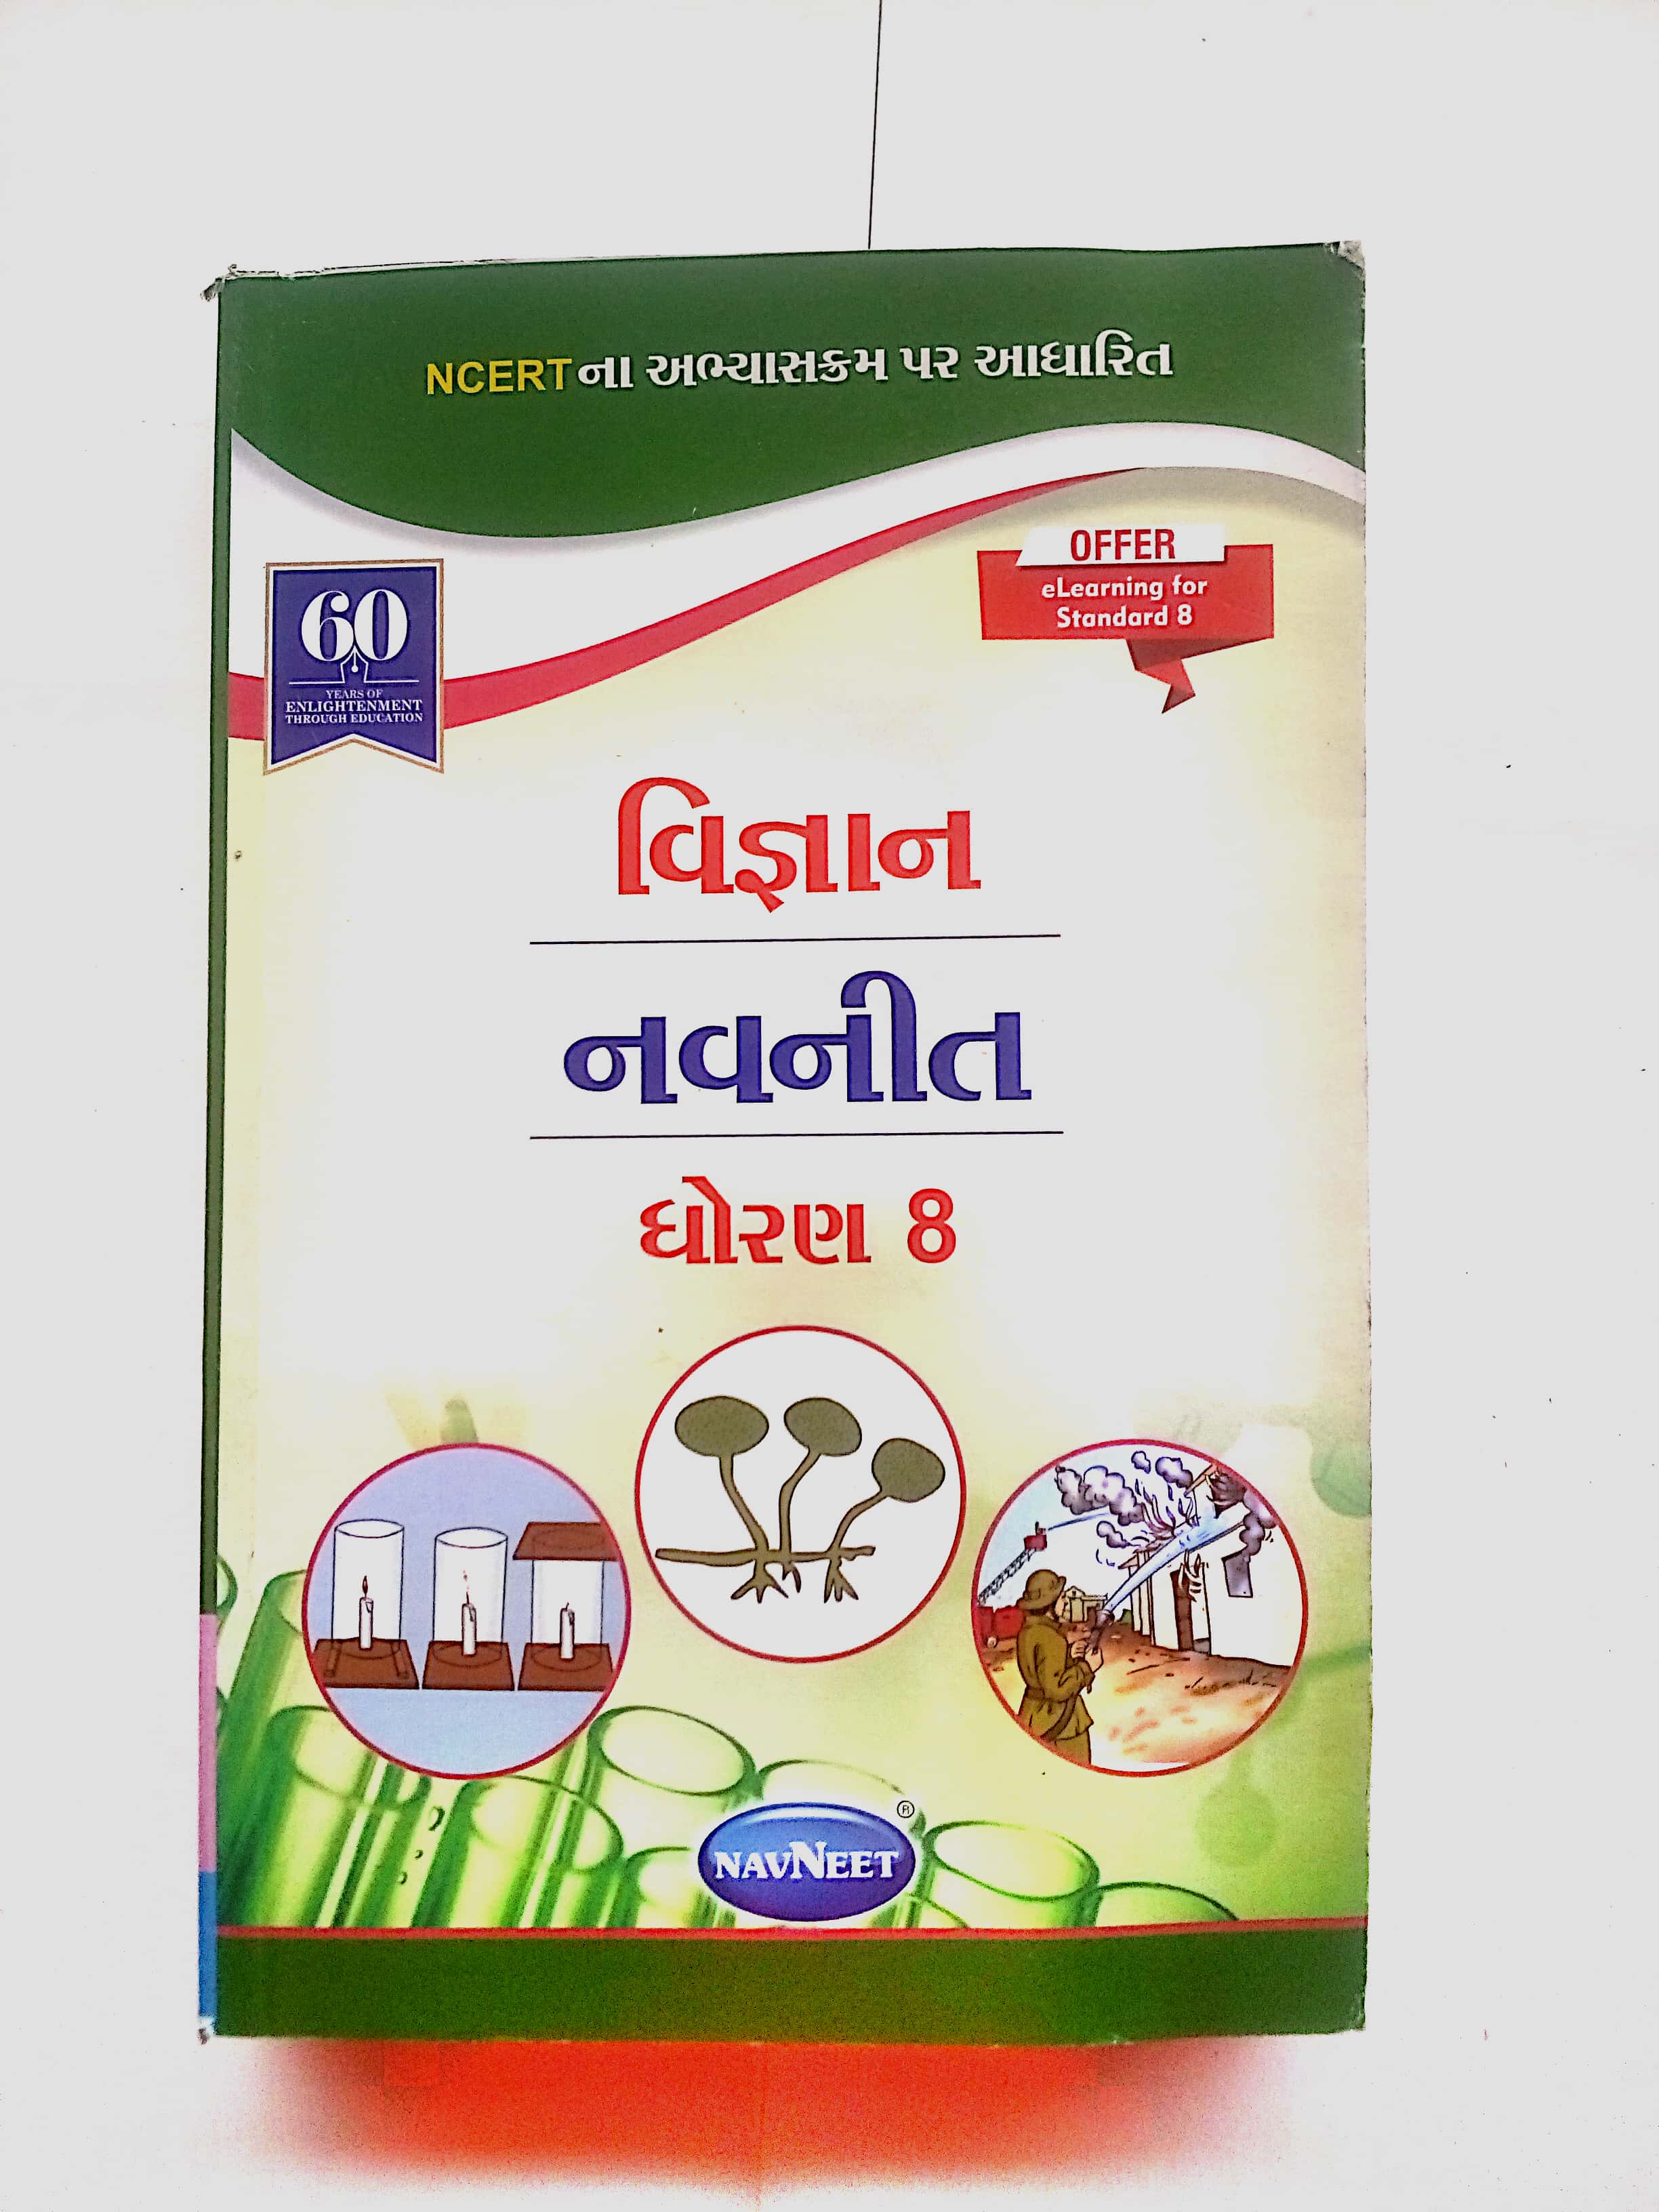 NCERTના અભ્યાસક્રમ પર આધારિત
OFFER
eLearning for
Standard 8
60
YEARS OF
ENLIGHTENMENT
THROUGH EDUCATION
વિજ્ઞાન
નવનીત
ધોરણ 8
NAVNEET
®